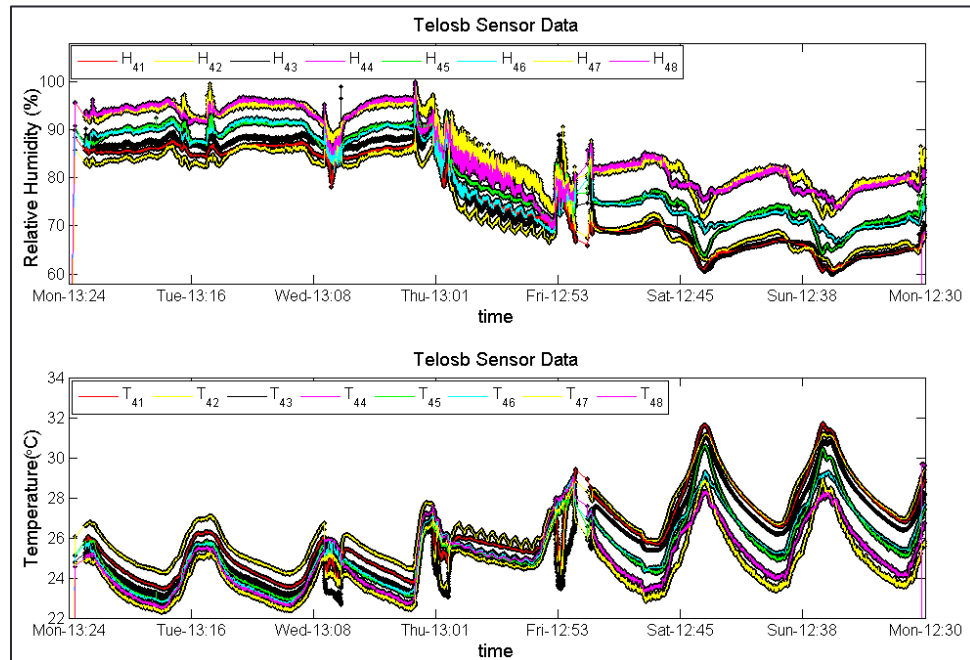 Telosb Sensor Data
H41 H42 H43 H44 H45 H46 H47 H48
Relative Humidity (%)
100
90
80
70
60
Mon-13:24 Tue-13:16 Wed-13:08 Thu-13:01 Fri-12:53 Sat-12:45 Sun-12:38 Mon-12:30
time
Telosb Sensor Data
T41 T42 T43 T44 T45 T46 T47 T48
Temperature(°C)
34
32
30
28
26
24
22
Mon-13:24 Tue-13:16 Wed-13:08 Thu-13:01 Fri-12:53 Sat-12:45 Sun-12:38 Mon-12:30
time